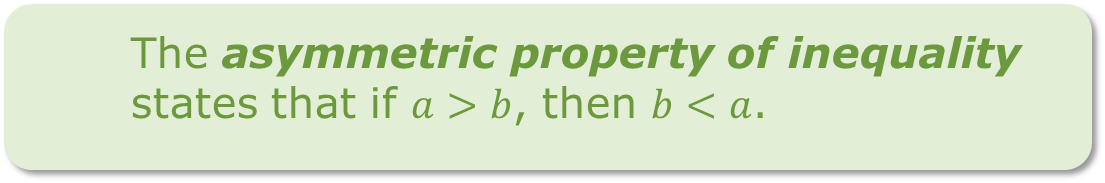 The asymmetric property of inequality
states that if a > b, then b < a.